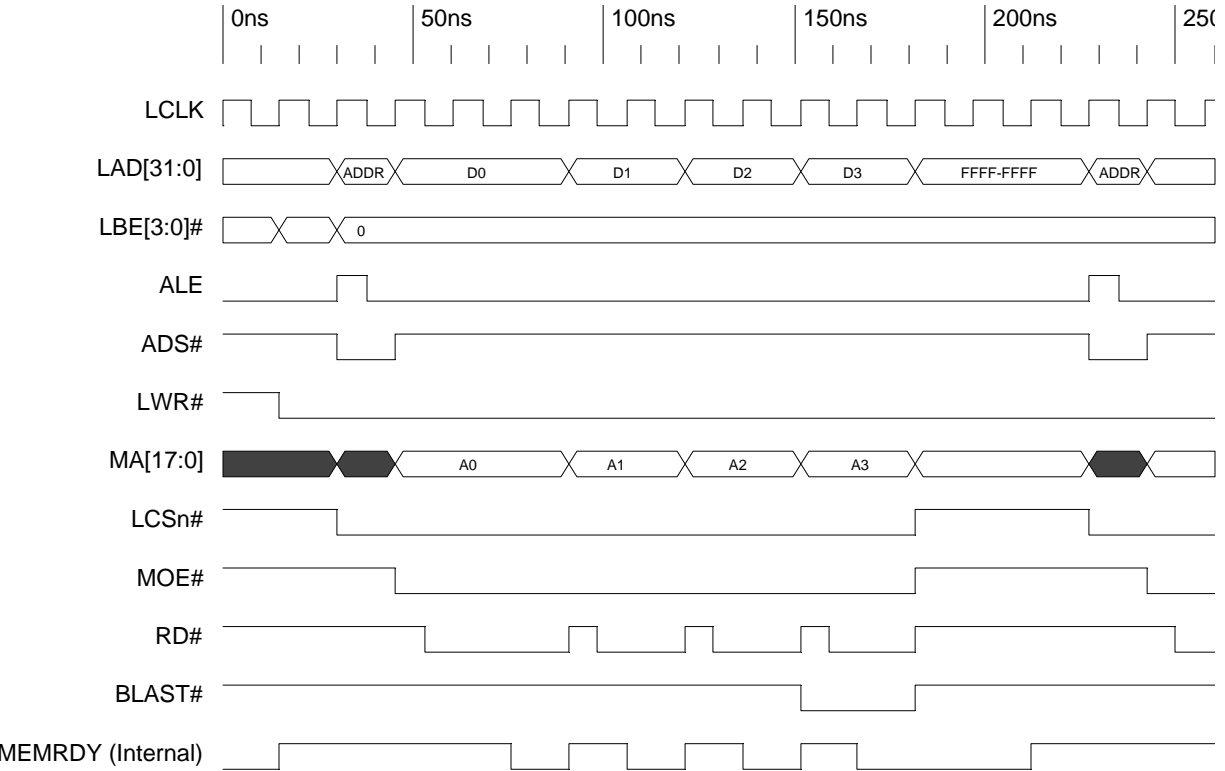 0ns 50ns 100ns 150ns 200ns 250
LCLK
LAD[31:0] ADDR D0 D1 D2 D3 FFFF-FFFF ADDR
LBE[3:0]# 0
ALE
ADS#
LWR#
MA[17:0] A0 A1 A2 A3
LCSn#
MOE#
RD#
BLAST#
MEMRDY (Internal)